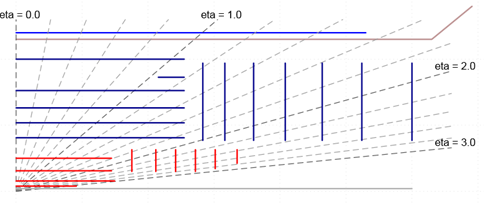 eta = 0.0
eta = 1.0
eta = 2.0
eta = 3.0